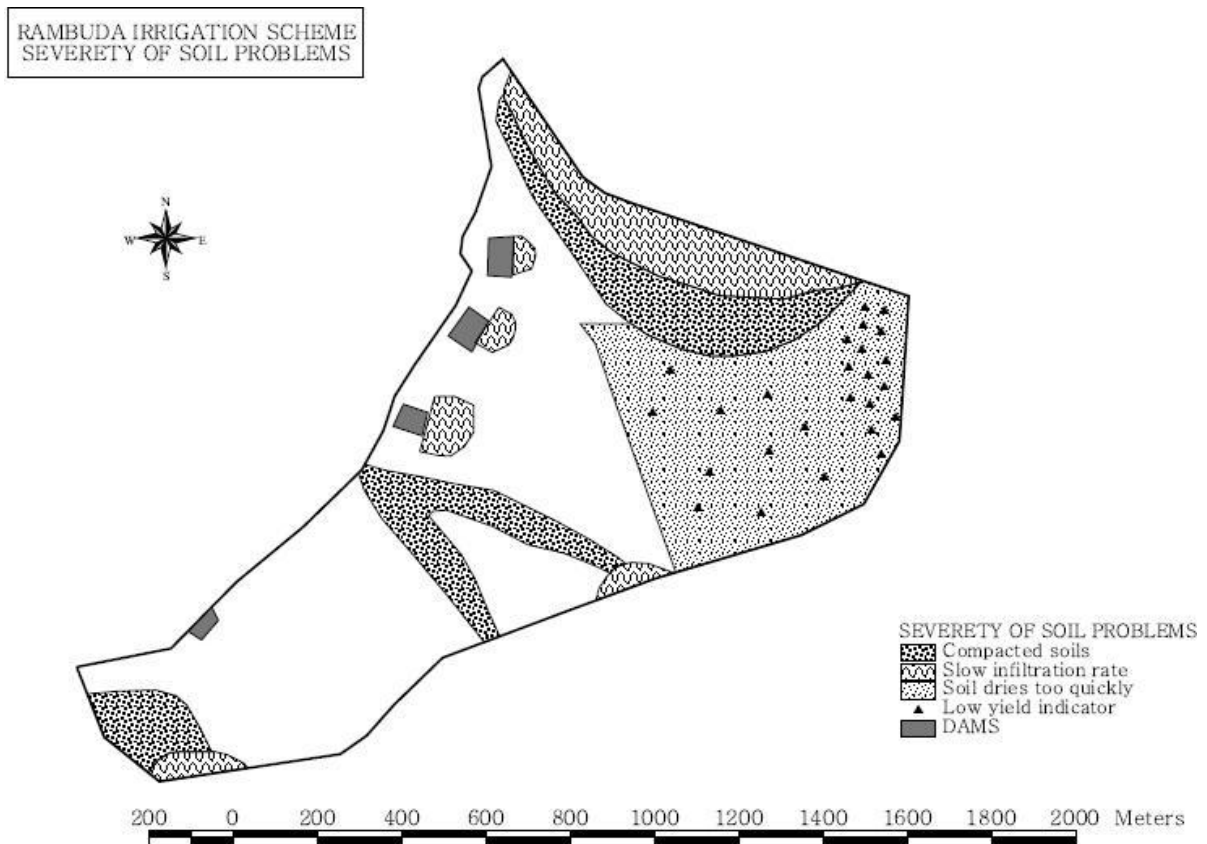 RAMBUDA IRRIGATION SCHEME
SEVERETY OF SOIL PROBLEMS
N
W E
S
SEVERETY OF SOIL PROBLEMS
Compacted soils
Slow infiltration rate
Soil dries too quickly
Low yield indicator
DAMS
200 0 200 400 600 800 1000 1200 1400 1600 1800 2000 Meters